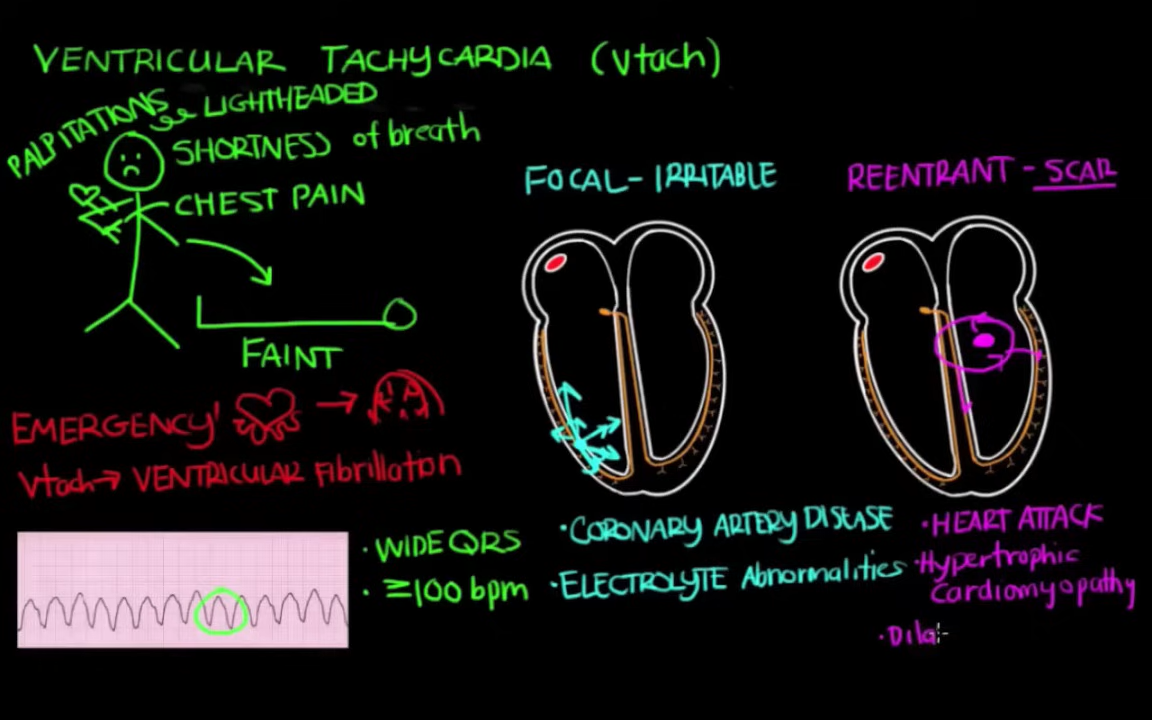 VENTRICULAR TACHYCARDIA (Vtach)
PALPITATIONS
LIGHTHEADED
SHORTNESS of breath
CHEST PAIN
FAINT
EMERGENCY!
Vtach → VENTRICULAR Fibrillation
• WIDE QRS
• ≥100 bpm
FOCAL - IRRITABLE
• CORONARY ARTERY DISEASE
• ELECTROLYTE Abnormalities
REENTRANT - SCAR
• HEART ATTACK
• Hypertrophic
Cardiomyopathy
• Dila